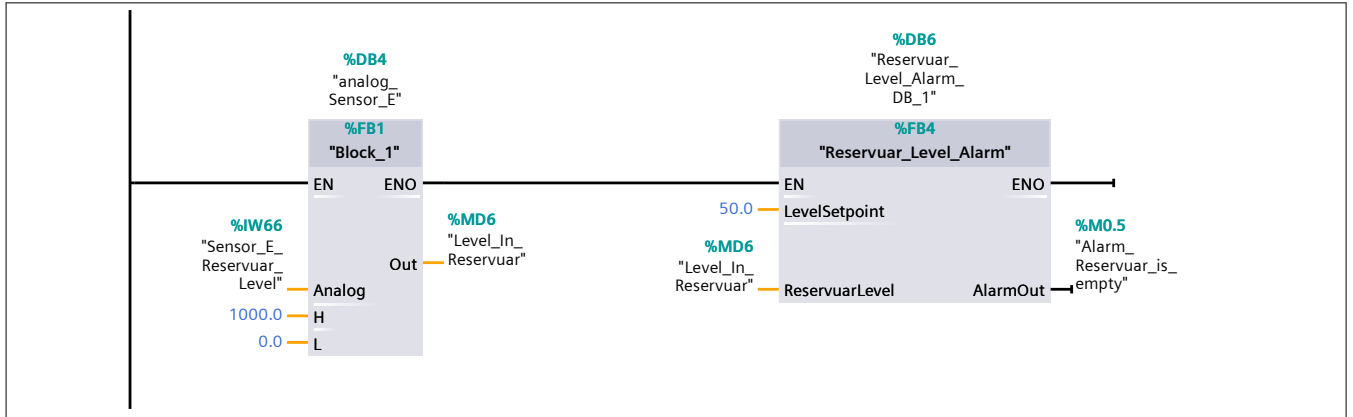 %DB4
"analog_
Sensor_E"
%FB1
"Block_1"
EN ENO
%IW66
"Sensor_E_
Reservuar_
Level"
Analog
1000.0
H
0.0
L
Out
%MD6
"Level_In_
Reservuar"
%DB6
"Reservuar_
Level_Alarm_
DB_1"
%FB4
"Reservuar_Level_Alarm"
EN ENO
50.0
LevelSetpoint
%MD6
"Level_In_
Reservuar"
ReservuarLevel
AlarmOut
%M0.5
"Alarm_
Reservuar_is_
empty"